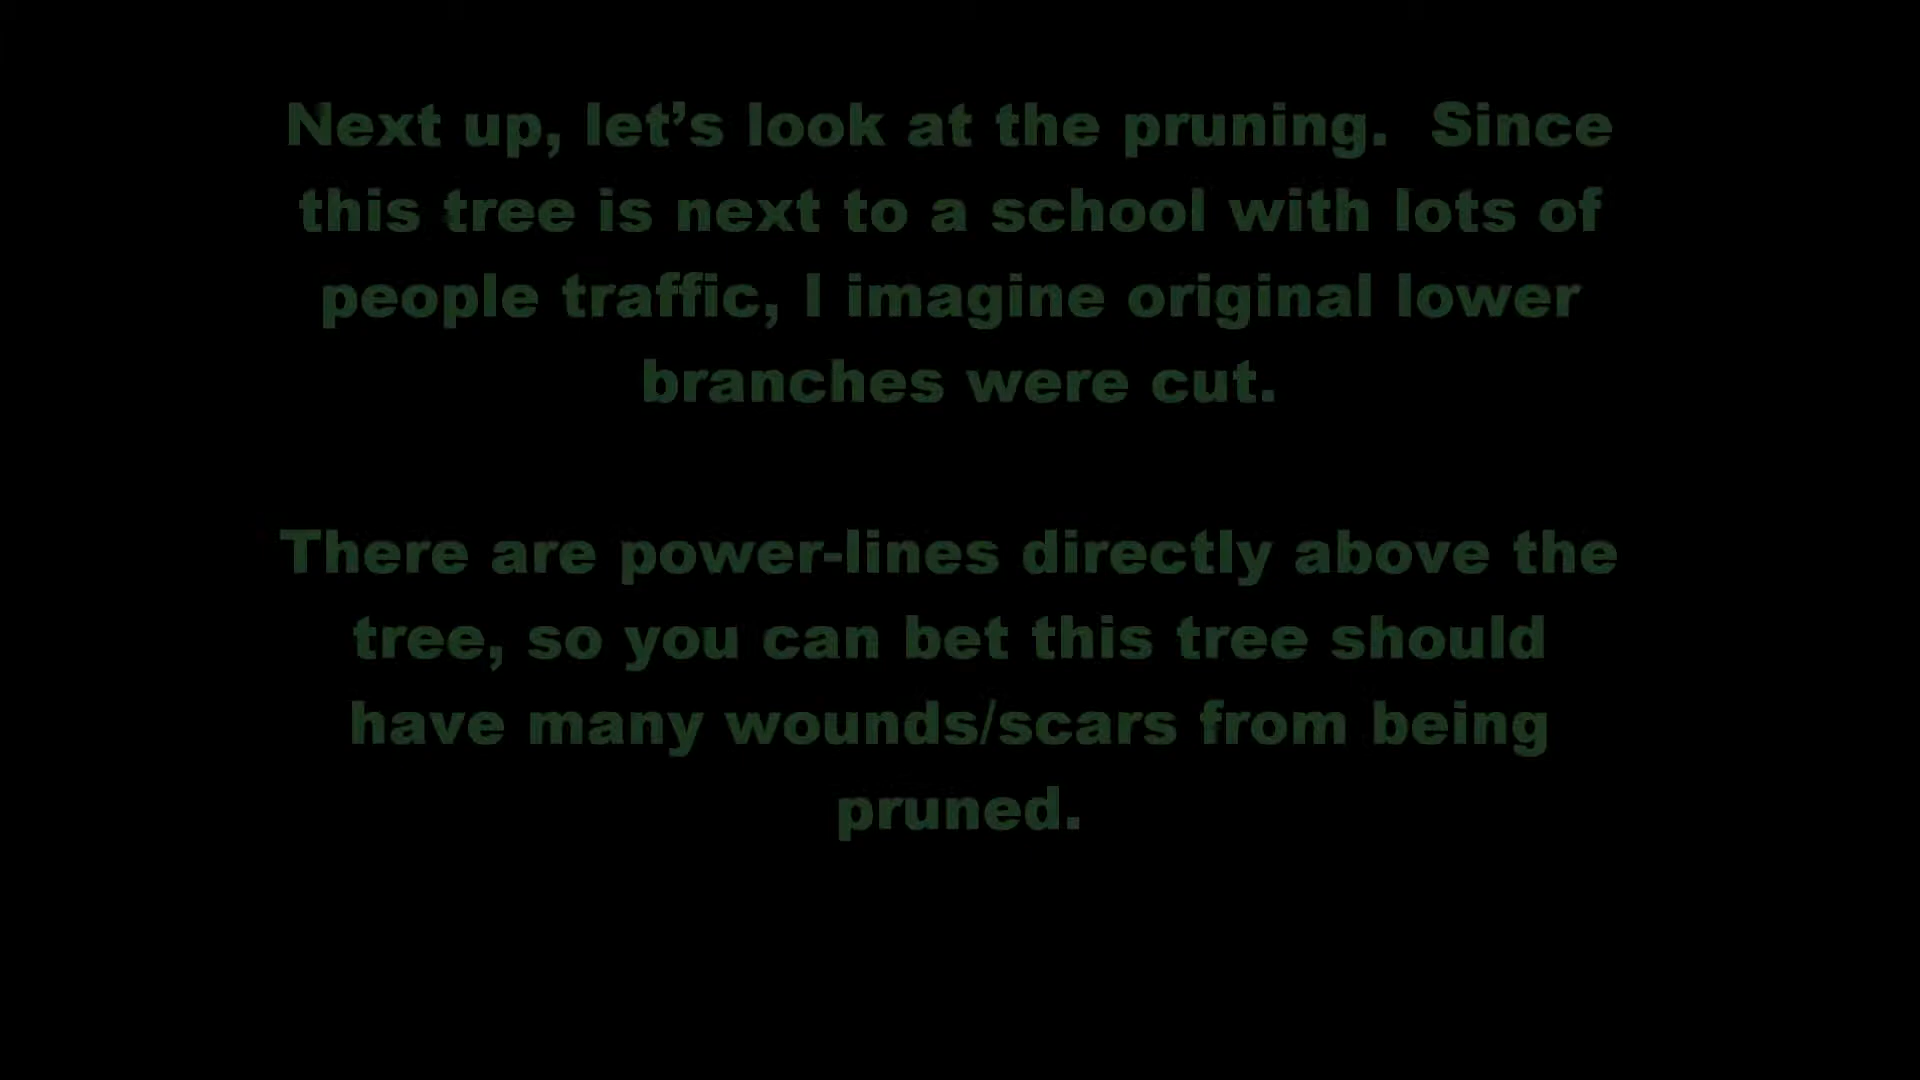 Next up, let’s look at the pruning.  Since
this tree is next to a school with lots of
people traffic, I imagine original lower
branches were cut.
There are power-lines directly above the
tree, so you can bet this tree should
have many wounds/scars from being
pruned.